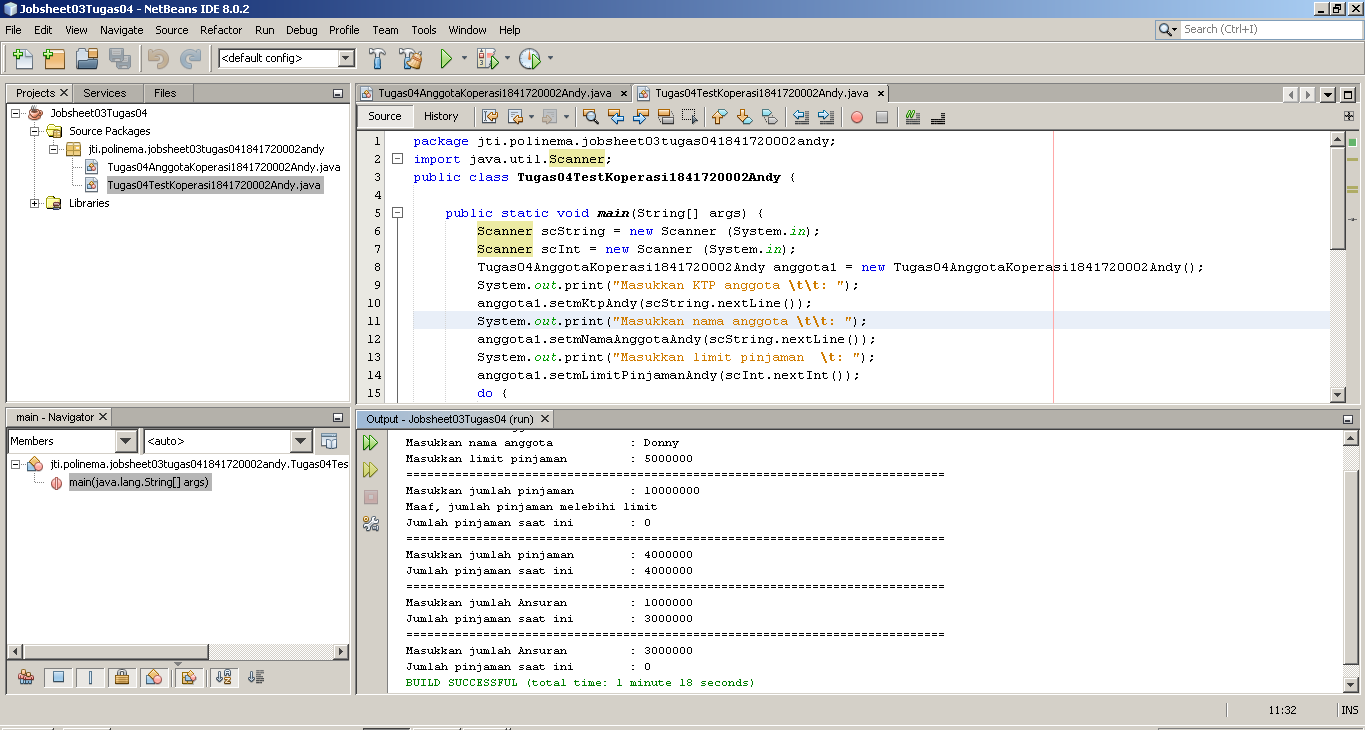 Jobsheet03Tugas04 - NetBeans IDE 8.0.2
File Edit View Navigate Source Refactor Run Debug Profile Team Tools Window Help
Search (Ctrl+I)
<default config>
Projects Services Files
Jobsheet03Tugas04
Source Packages
jti.polinema.jobsheet03tugas041841720002andy
Tugas04AnggotaKoperasi1841720002Andy.java
Tugas04TestKoperasi1841720002Andy.java
Libraries
main - Navigator
Members <auto>
jti.polinema.jobsheet03tugas041841720002andy.Tugas04Tes
main(java.lang.String[] args)
Tugas04AnggotaKoperasi1841720002Andy.java Tugas04TestKoperasi1841720002Andy.java
Source History
1 package jti.polinema.jobsheet03tugas041841720002andy;
2 import java.util.Scanner;
3 public class Tugas04TestKoperasi1841720002Andy {
4
5 public static void main(String[] args) {
6 Scanner scString = new Scanner (System.in);
7 Scanner scInt = new Scanner (System.in);
8 Tugas04AnggotaKoperasi1841720002Andy anggota1 = new Tugas04AnggotaKoperasi1841720002Andy();
9 System.out.print("Masukkan KTP anggota \t\t: ");
10 anggota1.setmKtpAndy(scString.nextLine());
11 System.out.print("Masukkan nama anggota \t\t: ");
12 anggota1.setmNamaAnggotaAndy(scString.nextLine());
13 System.out.print("Masukkan limit pinjaman  \t: ");
14 anggota1.setmLimitPinjamanAndy(scInt.nextInt());
15 do {
Output - Jobsheet03Tugas04 (run)
Masukkan nama anggota : Donny
Masukkan limit pinjaman : 5000000
=============================================================================
Masukkan jumlah pinjaman : 10000000
Maaf, jumlah pinjaman melebihi limit
Jumlah pinjaman saat ini : 0
=============================================================================
Masukkan jumlah pinjaman : 4000000
Jumlah pinjaman saat ini : 4000000
=============================================================================
Masukkan jumlah Ansuran : 1000000
Jumlah pinjaman saat ini : 3000000
=============================================================================
Masukkan jumlah Ansuran : 3000000
Jumlah pinjaman saat ini : 0
BUILD SUCCESSFUL (total time: 1 minute 18 seconds)
11:32 INS